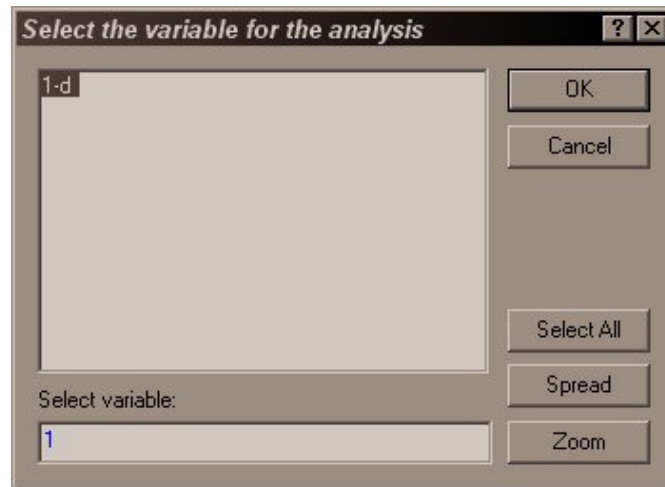 Select the variable for the analysis
? ×
1-d
OK
Cancel
Select All
Spread
Select variable:
1
Zoom